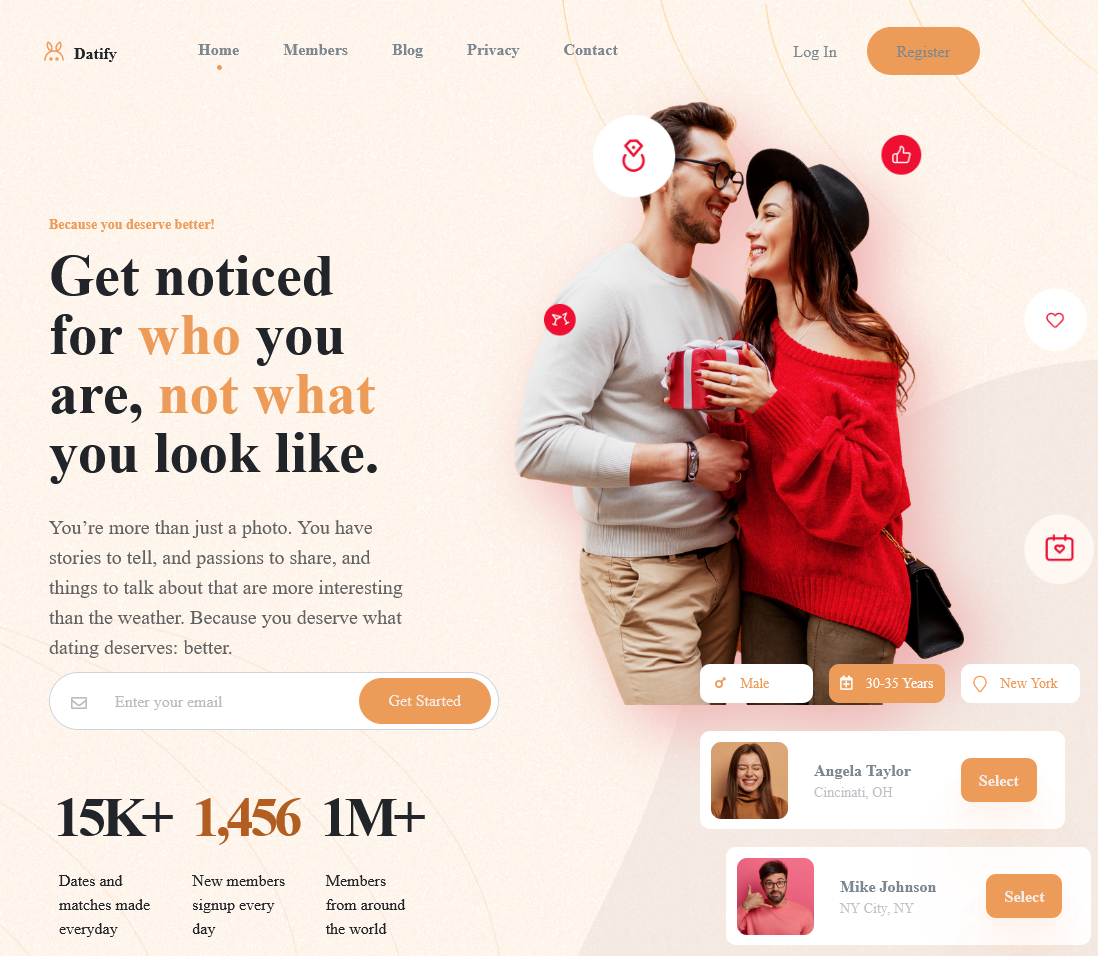 Datify
Home
Members
Blog
Privacy
Contact
Log In
Register
Because you deserve better!
Get noticed
for who you
are, not what
you look like.
You’re more than just a photo. You have
stories to tell, and passions to share, and
things to talk about that are more interesting
than the weather. Because you deserve what
dating deserves: better.
Enter your email
Get Started
15K+
Dates and
matches made
everyday
1,456
New members
signup every
day
1M+
Members
from around
the world
Male
30-35 Years
New York
Angela Taylor
Cincinati, OH
Select
Mike Johnson
NY City, NY
Select